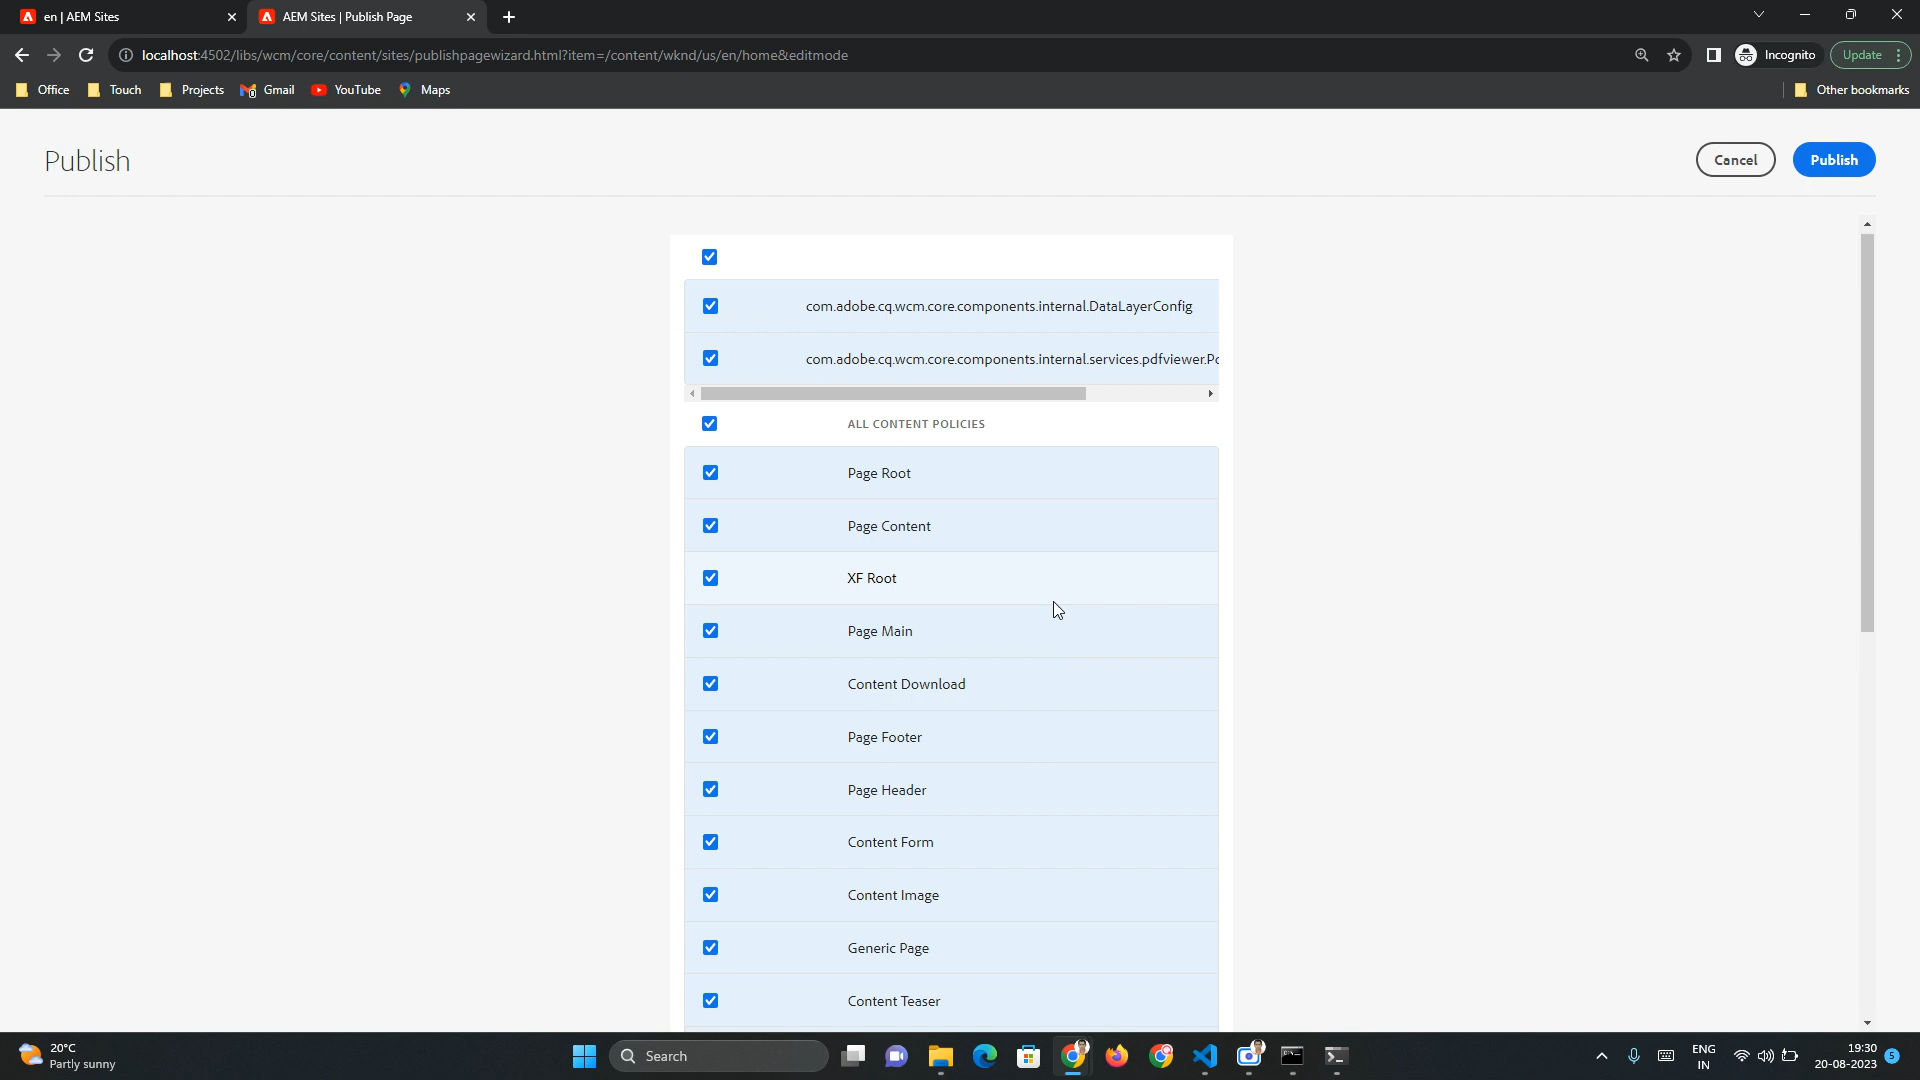 en | AEM Sites
AEM Sites | Publish Page
localhost:4502/libs/wcm/core/content/sites/publishpagewizard.html?item=/content/wknd/us/en/home&editmode
Incognito
Update
Office
Touch
Projects
Gmail
YouTube
Maps
Other bookmarks
Publish
Cancel
Publish
com.adobe.cq.wcm.core.components.internal.DataLayerConfig
com.adobe.cq.wcm.core.components.internal.services.pdfviewer.Pc
ALL CONTENT POLICIES
Page Root
Page Content
XF Root
Page Main
Content Download
Page Footer
Page Header
Content Form
Content Image
Generic Page
Content Teaser
20°C
Partly sunny
Search
ENG
IN
19:30
20-08-2023
5